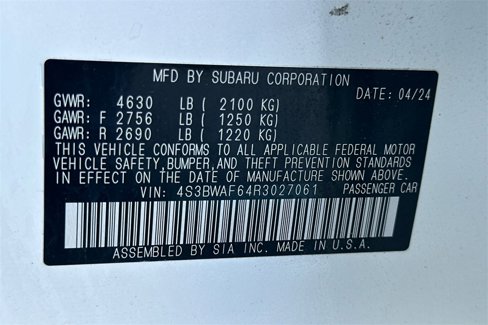 MFD BY SUBARU CORPORATION
DATE: 04/24
GVWR: 4630 LB ( 2100 KG)
GAWR: F 2756 LB ( 1250 KG)
GAWR: R 2690 LB ( 1220 KG)
THIS VEHICLE CONFORMS TO ALL APPLICABLE FEDERAL MOTOR
VEHICLE SAFETY, BUMPER, AND THEFT PREVENTION STANDARDS
IN EFFECT ON THE DATE OF MANUFACTURE SHOWN ABOVE.
VIN: 4S3BWAF64R3027061 PASSENGER CAR
ASSEMBLED BY SIA INC. MADE IN U.S.A.